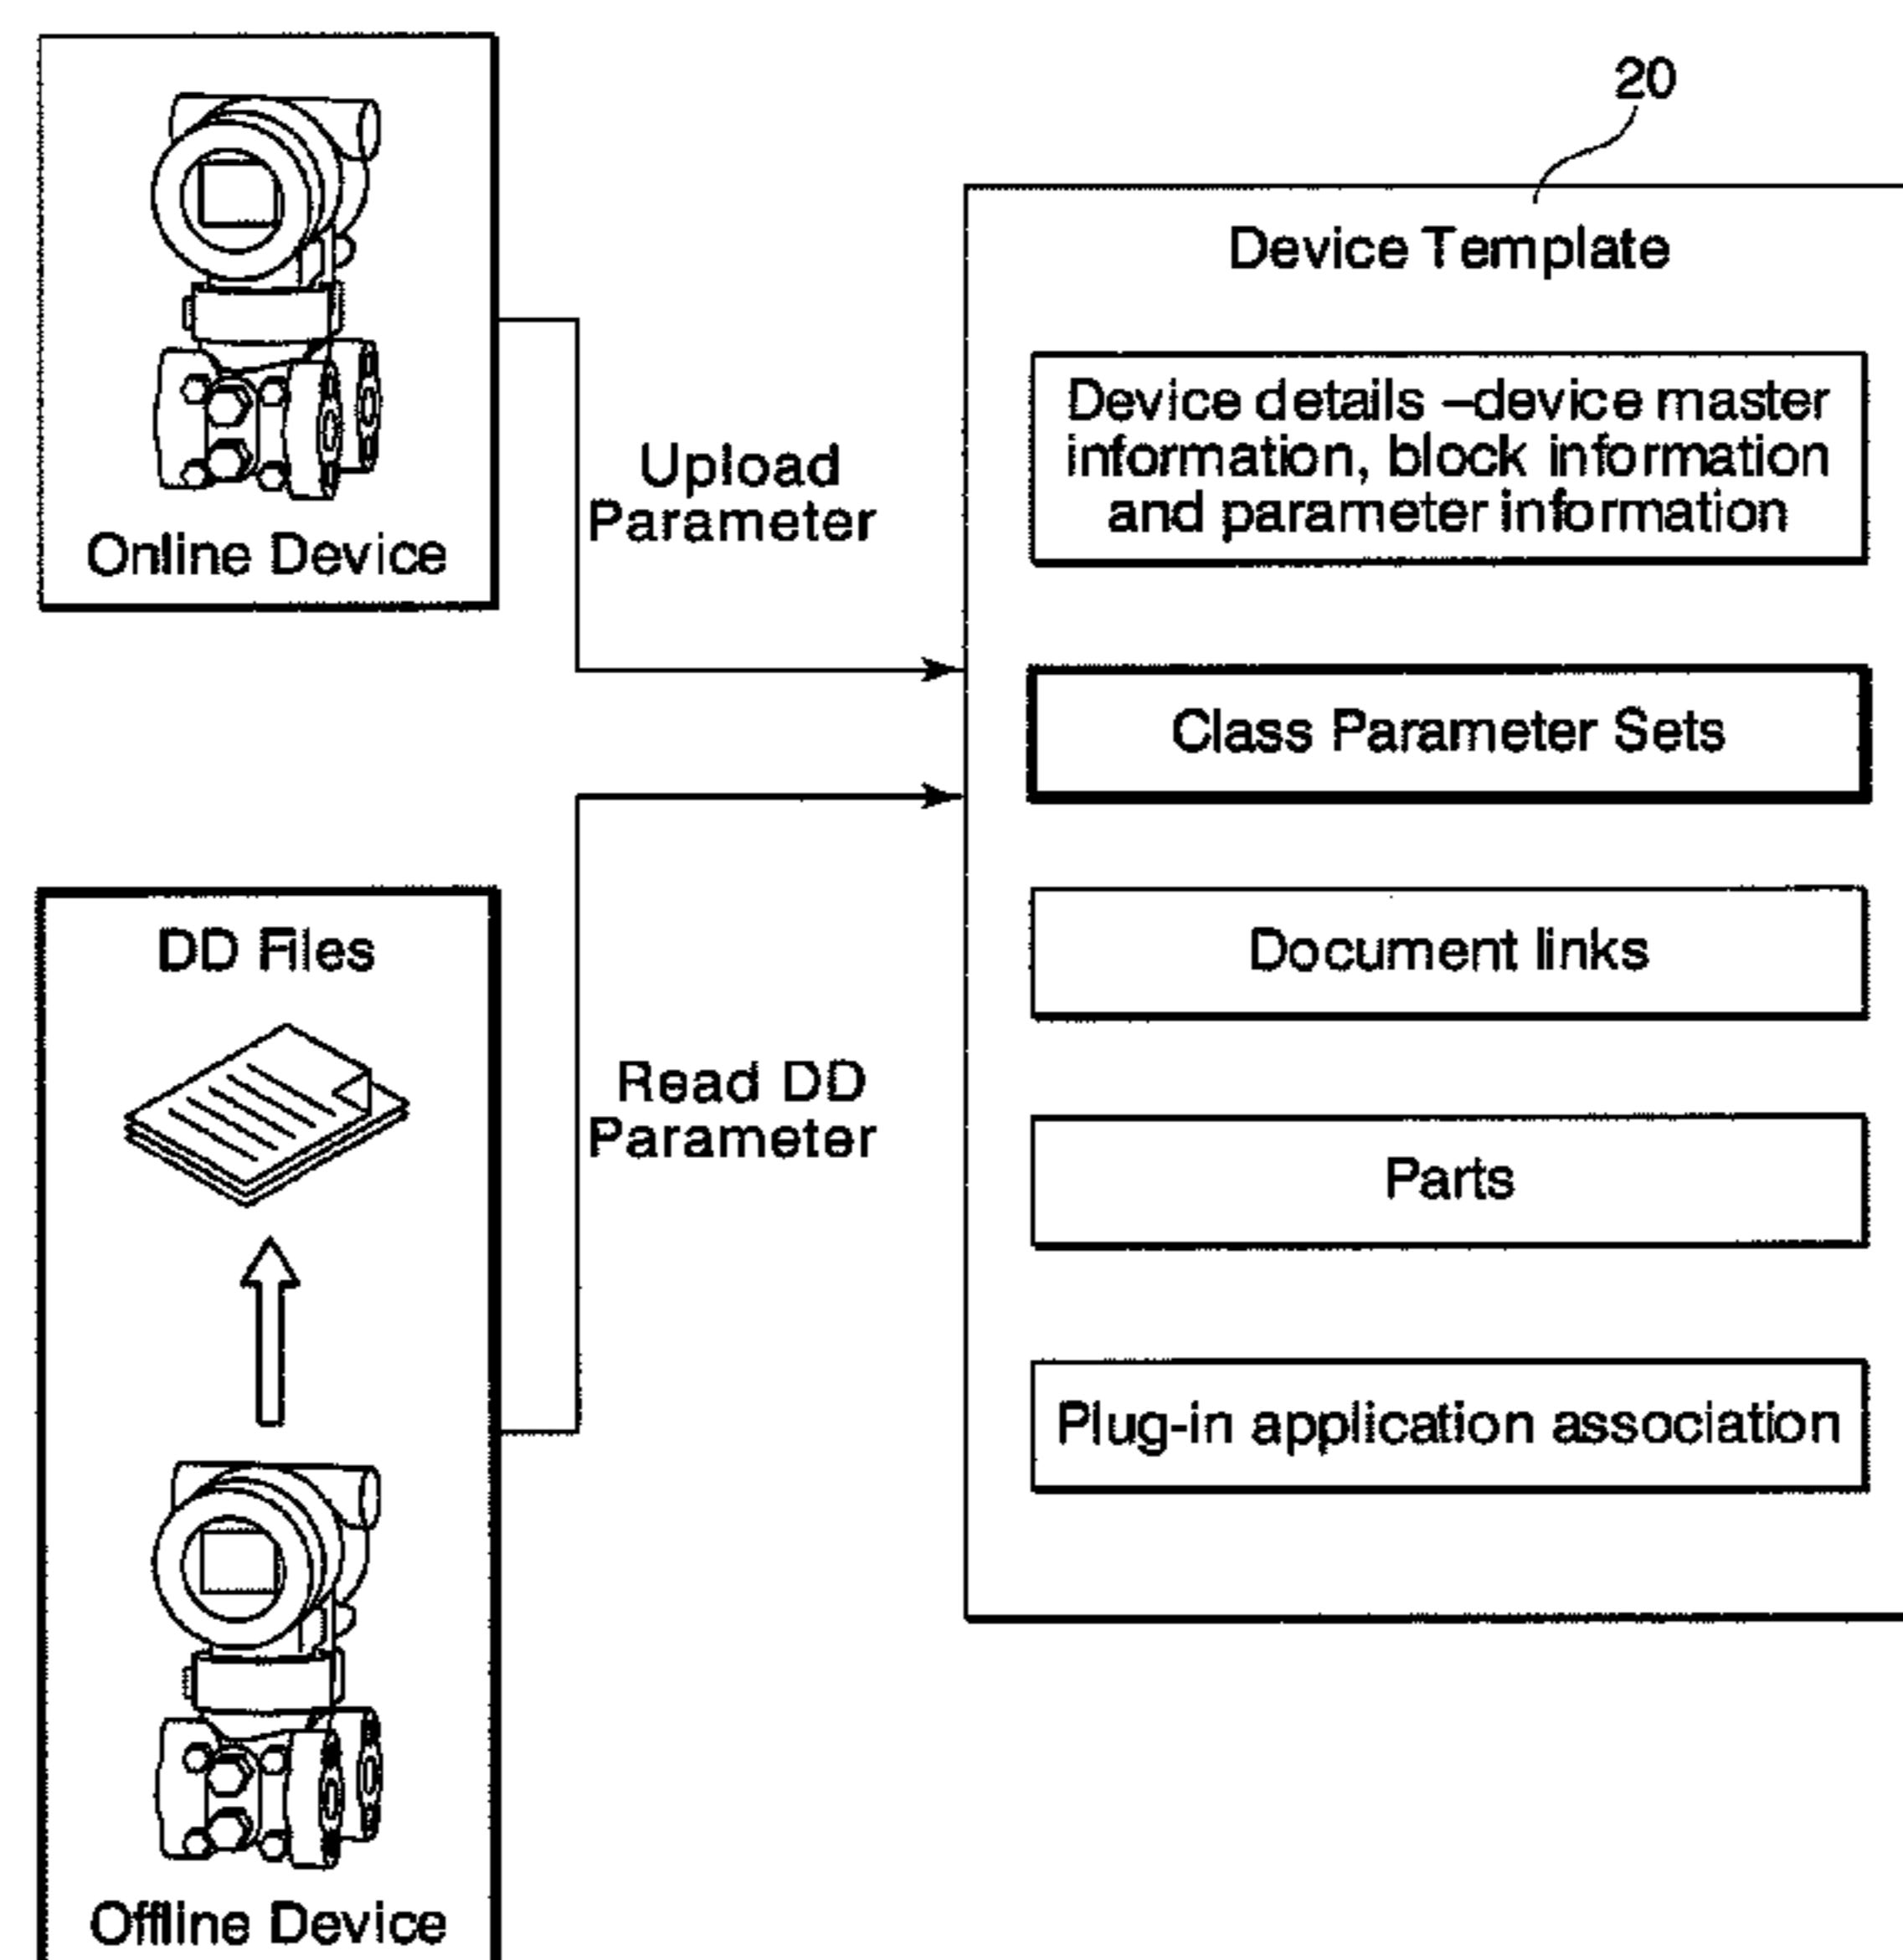 20
Online Device
Upload
Parameter
DD Files
Offline Device
Read DD
Parameter
Device Template
Device details –device master
information, block information
and parameter information
Class Parameter Sets
Document links
Parts
Plug-in application association